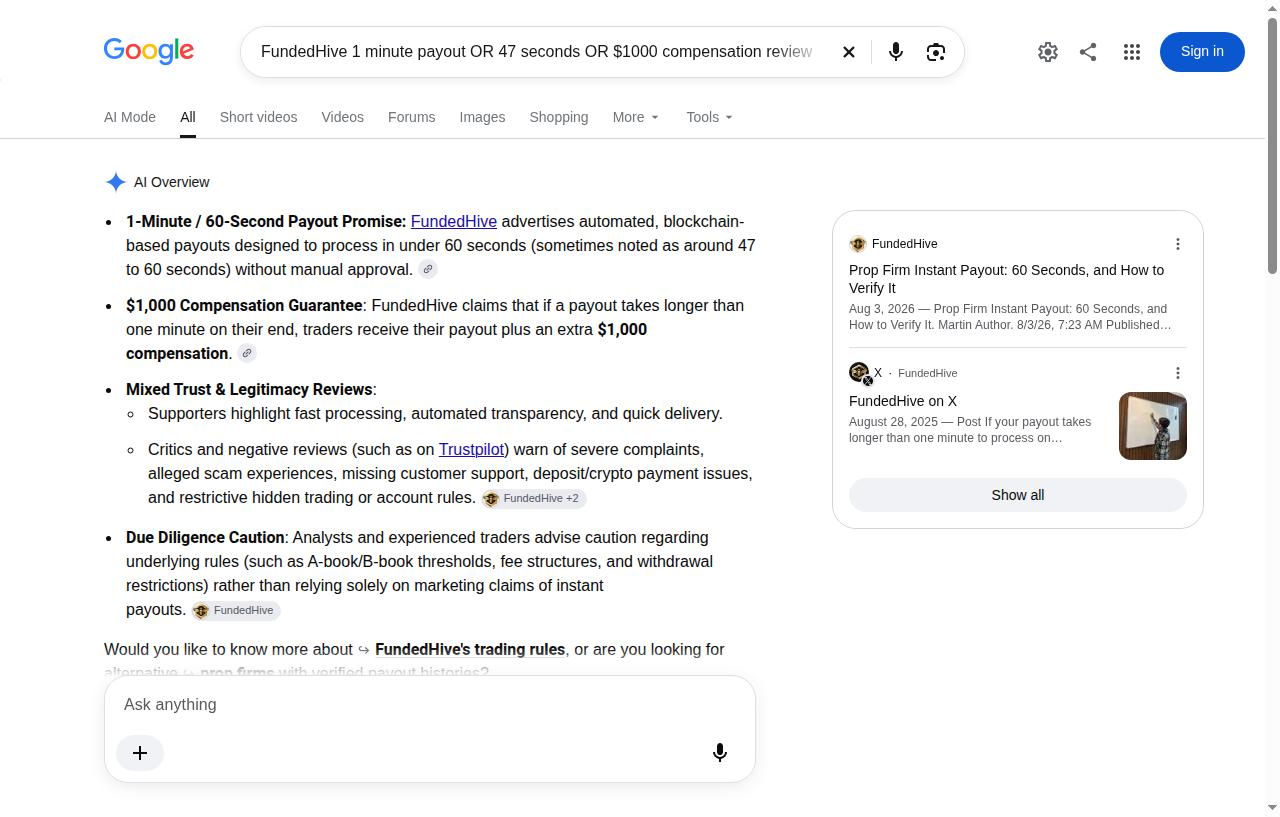 Google
FundedHive 1 minute payout OR 47 seconds OR $1000 compensation review
Sign in
AI Mode
All
Short videos
Videos
Forums
Images
Shopping
More
Tools
AI Overview
1-Minute / 60-Second Payout Promise: FundedHive advertises automated, blockchain-
based payouts designed to process in under 60 seconds (sometimes noted as around 47
to 60 seconds) without manual approval.
$1,000 Compensation Guarantee: FundedHive claims that if a payout takes longer than
one minute on their end, traders receive their payout plus an extra $1,000
compensation.
Mixed Trust & Legitimacy Reviews:
Supporters highlight fast processing, automated transparency, and quick delivery.
Critics and negative reviews (such as on Trustpilot) warn of severe complaints,
alleged scam experiences, missing customer support, deposit/crypto payment issues,
and restrictive hidden trading or account rules. FundedHive +2
Due Diligence Caution: Analysts and experienced traders advise caution regarding
underlying rules (such as A-book/B-book thresholds, fee structures, and withdrawal
restrictions) rather than relying solely on marketing claims of instant
payouts. FundedHive
Would you like to know more about ↪ FundedHive's trading rules, or are you looking for
alternative ↪ prop firms with verified payout histories?
Ask anything
FundedHive
Prop Firm Instant Payout: 60 Seconds, and How to
Verify It
Aug 3, 2026 — Prop Firm Instant Payout: 60 Seconds, and
How to Verify It. Martin Author. 8/3/26, 7:23 AM Published…
X · FundedHive
FundedHive on X
August 28, 2025 — Post If your payout takes
longer than one minute to process on…
Show all